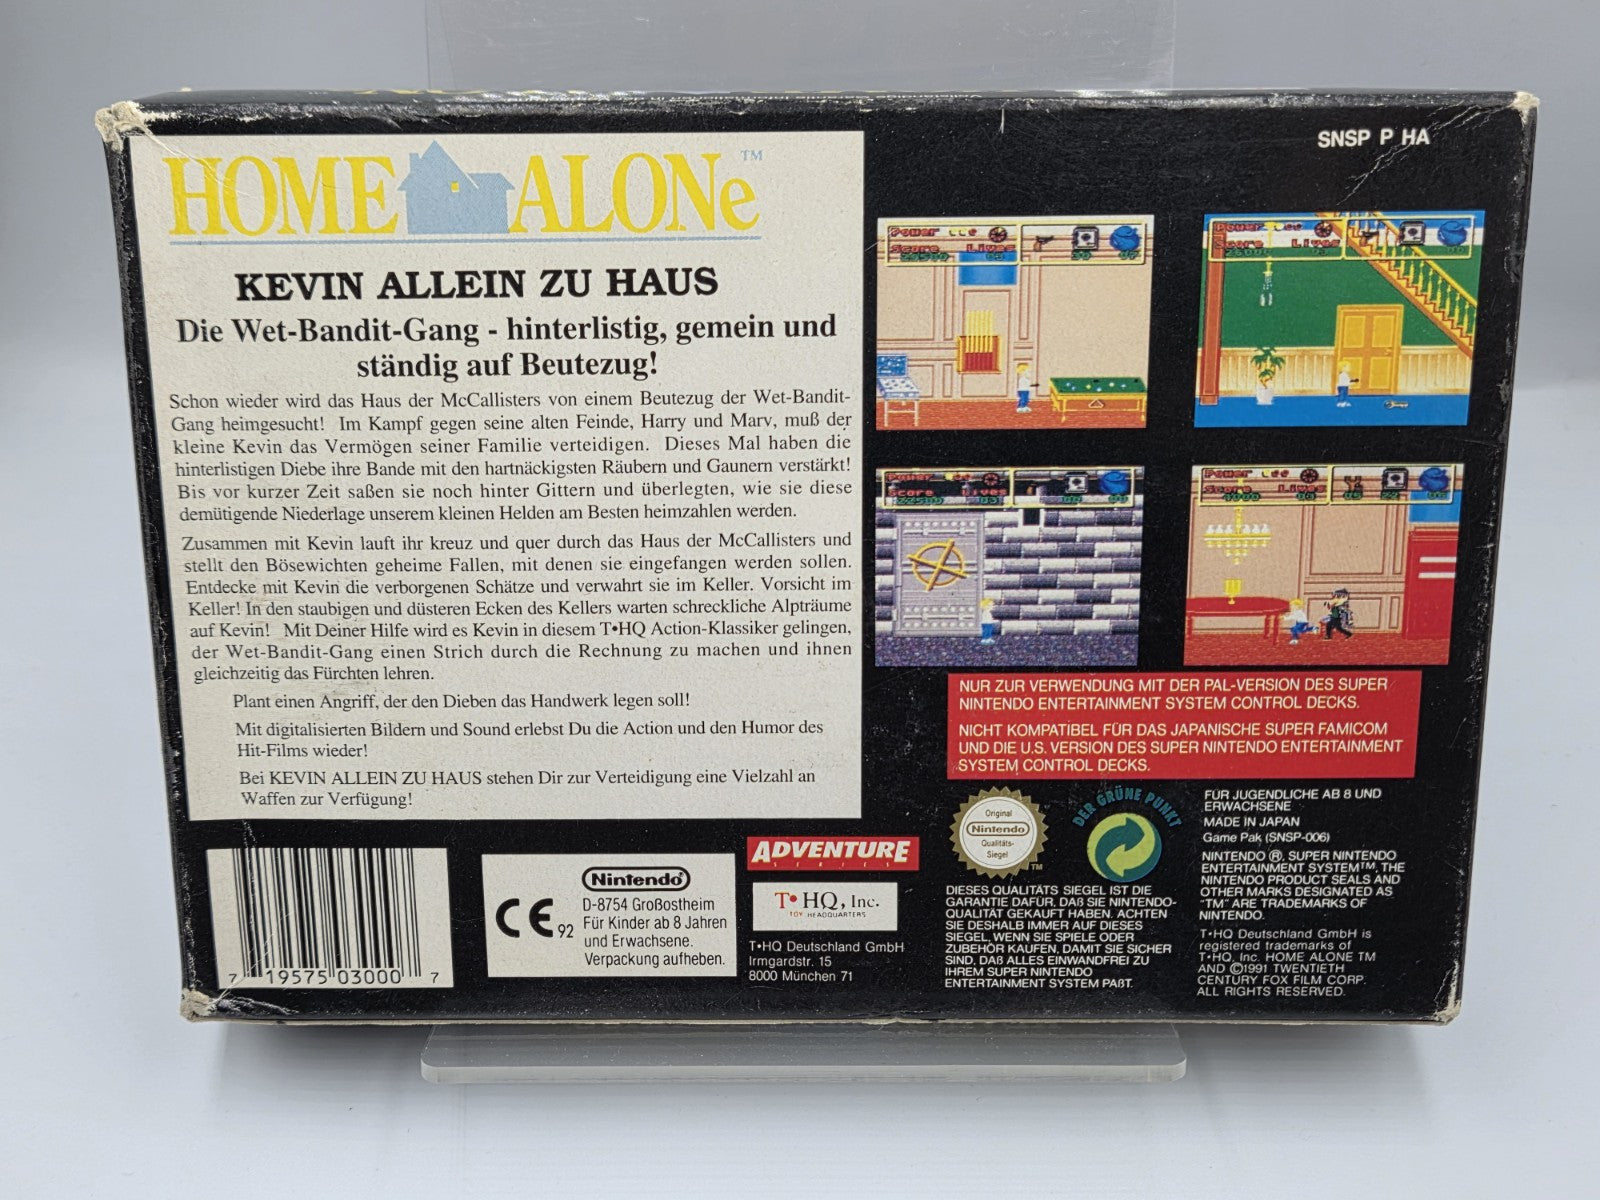 SNSP P HA
HOME ALONe™
KEVIN ALLEIN ZU HAUS
Die Wet-Bandit-Gang - hinterlistig, gemein und
ständig auf Beutezug!
Schon wieder wird das Haus der McCallisters von einem Beutezug der Wet-Bandit-
Gang heimgesucht! Im Kampf gegen seine alten Feinde, Harry und Marv, muß der
kleine Kevin das Vermögen seiner Familie verteidigen. Dieses Mal haben die
hinterlistigen Diebe ihre Bande mit den hartnäckigsten Räubern und Gaunern verstärkt!
Bis vor kurzer Zeit saßen sie noch hinter Gittern und überlegten, wie sie diese
demütigende Niederlage unserem kleinen Helden am Besten heimzahlen werden.
Zusammen mit Kevin lauft ihr kreuz und quer durch das Haus der McCallisters und
stellt den Bösewichten geheime Fallen, mit denen sie eingefangen werden sollen.
Entdecke mit Kevin die verborgenen Schätze und verwahrt sie im Keller. Vorsicht im
Keller! In den staubigen und düsteren Ecken des Kellers warten schreckliche Alpträume
auf Kevin! Mit Deiner Hilfe wird es Kevin in diesem T•HQ Action-Klassiker gelingen,
der Wet-Bandit-Gang einen Strich durch die Rechnung zu machen und ihnen
gleichzeitig das Fürchten lehren.
Plant einen Angriff, der den Dieben das Handwerk legen soll!
Mit digitalisierten Bildern und Sound erlebst Du die Action und den Humor des
Hit-Films wieder!
Bei KEVIN ALLEIN ZU HAUS stehen Dir zur Verteidigung eine Vielzahl an
Waffen zur Verfügung!
Power
Score Lives
Power
Score Lives
Power
Score Lives
Power
Score Lives
NUR ZUR VERWENDUNG MIT DER PAL-VERSION DES SUPER
NINTENDO ENTERTAINMENT SYSTEM CONTROL DECKS.
NICHT KOMPATIBEL FÜR DAS JAPANISCHE SUPER FAMICOM
UND DIE U.S. VERSION DES SUPER NINTENDO ENTERTAINMENT
SYSTEM CONTROL DECKS.
7 19575 03000 7
CE 92
Nintendo
D-8754 Großostheim
Für Kinder ab 8 Jahren
und Erwachsene.
Verpackung aufheben.
ADVENTURE
SERIES
T•HQ, Inc.
TOY HEADQUARTERS
T•HQ Deutschland GmbH
Irmgardstr. 15
8000 München 71
Original
Nintendo
Qualitäts-
Siegel
TM
DER GRÜNE PUNKT
DIESES QUALITÄTS SIEGEL IST DIE
GARANTIE DAFÜR, DAß SIE NINTENDO-
QUALITÄT GEKAUFT HABEN. ACHTEN
SIE DESHALB IMMER AUF DIESES
SIEGEL, WENN SIE SPIELE ODER
ZUBEHÖR KAUFEN, DAMIT SIE SICHER
SIND, DAß ALLES EINWANDFREI ZU
IHREM SUPER NINTENDO
ENTERTAINMENT SYSTEM PAßT.
FÜR JUGENDLICHE AB 8 UND
ERWACHSENE
MADE IN JAPAN
Game Pak (SNSP-006)
NINTENDO ®, SUPER NINTENDO
ENTERTAINMENT SYSTEM™, THE
NINTENDO PRODUCT SEALS AND
OTHER MARKS DESIGNATED AS
"TM" ARE TRADEMARKS OF
NINTENDO.
T•HQ Deutschland GmbH is
registered trademarks of
T•HQ, Inc. HOME ALONE TM
AND ©1991 TWENTIETH
CENTURY FOX FILM CORP.
ALL RIGHTS RESERVED.